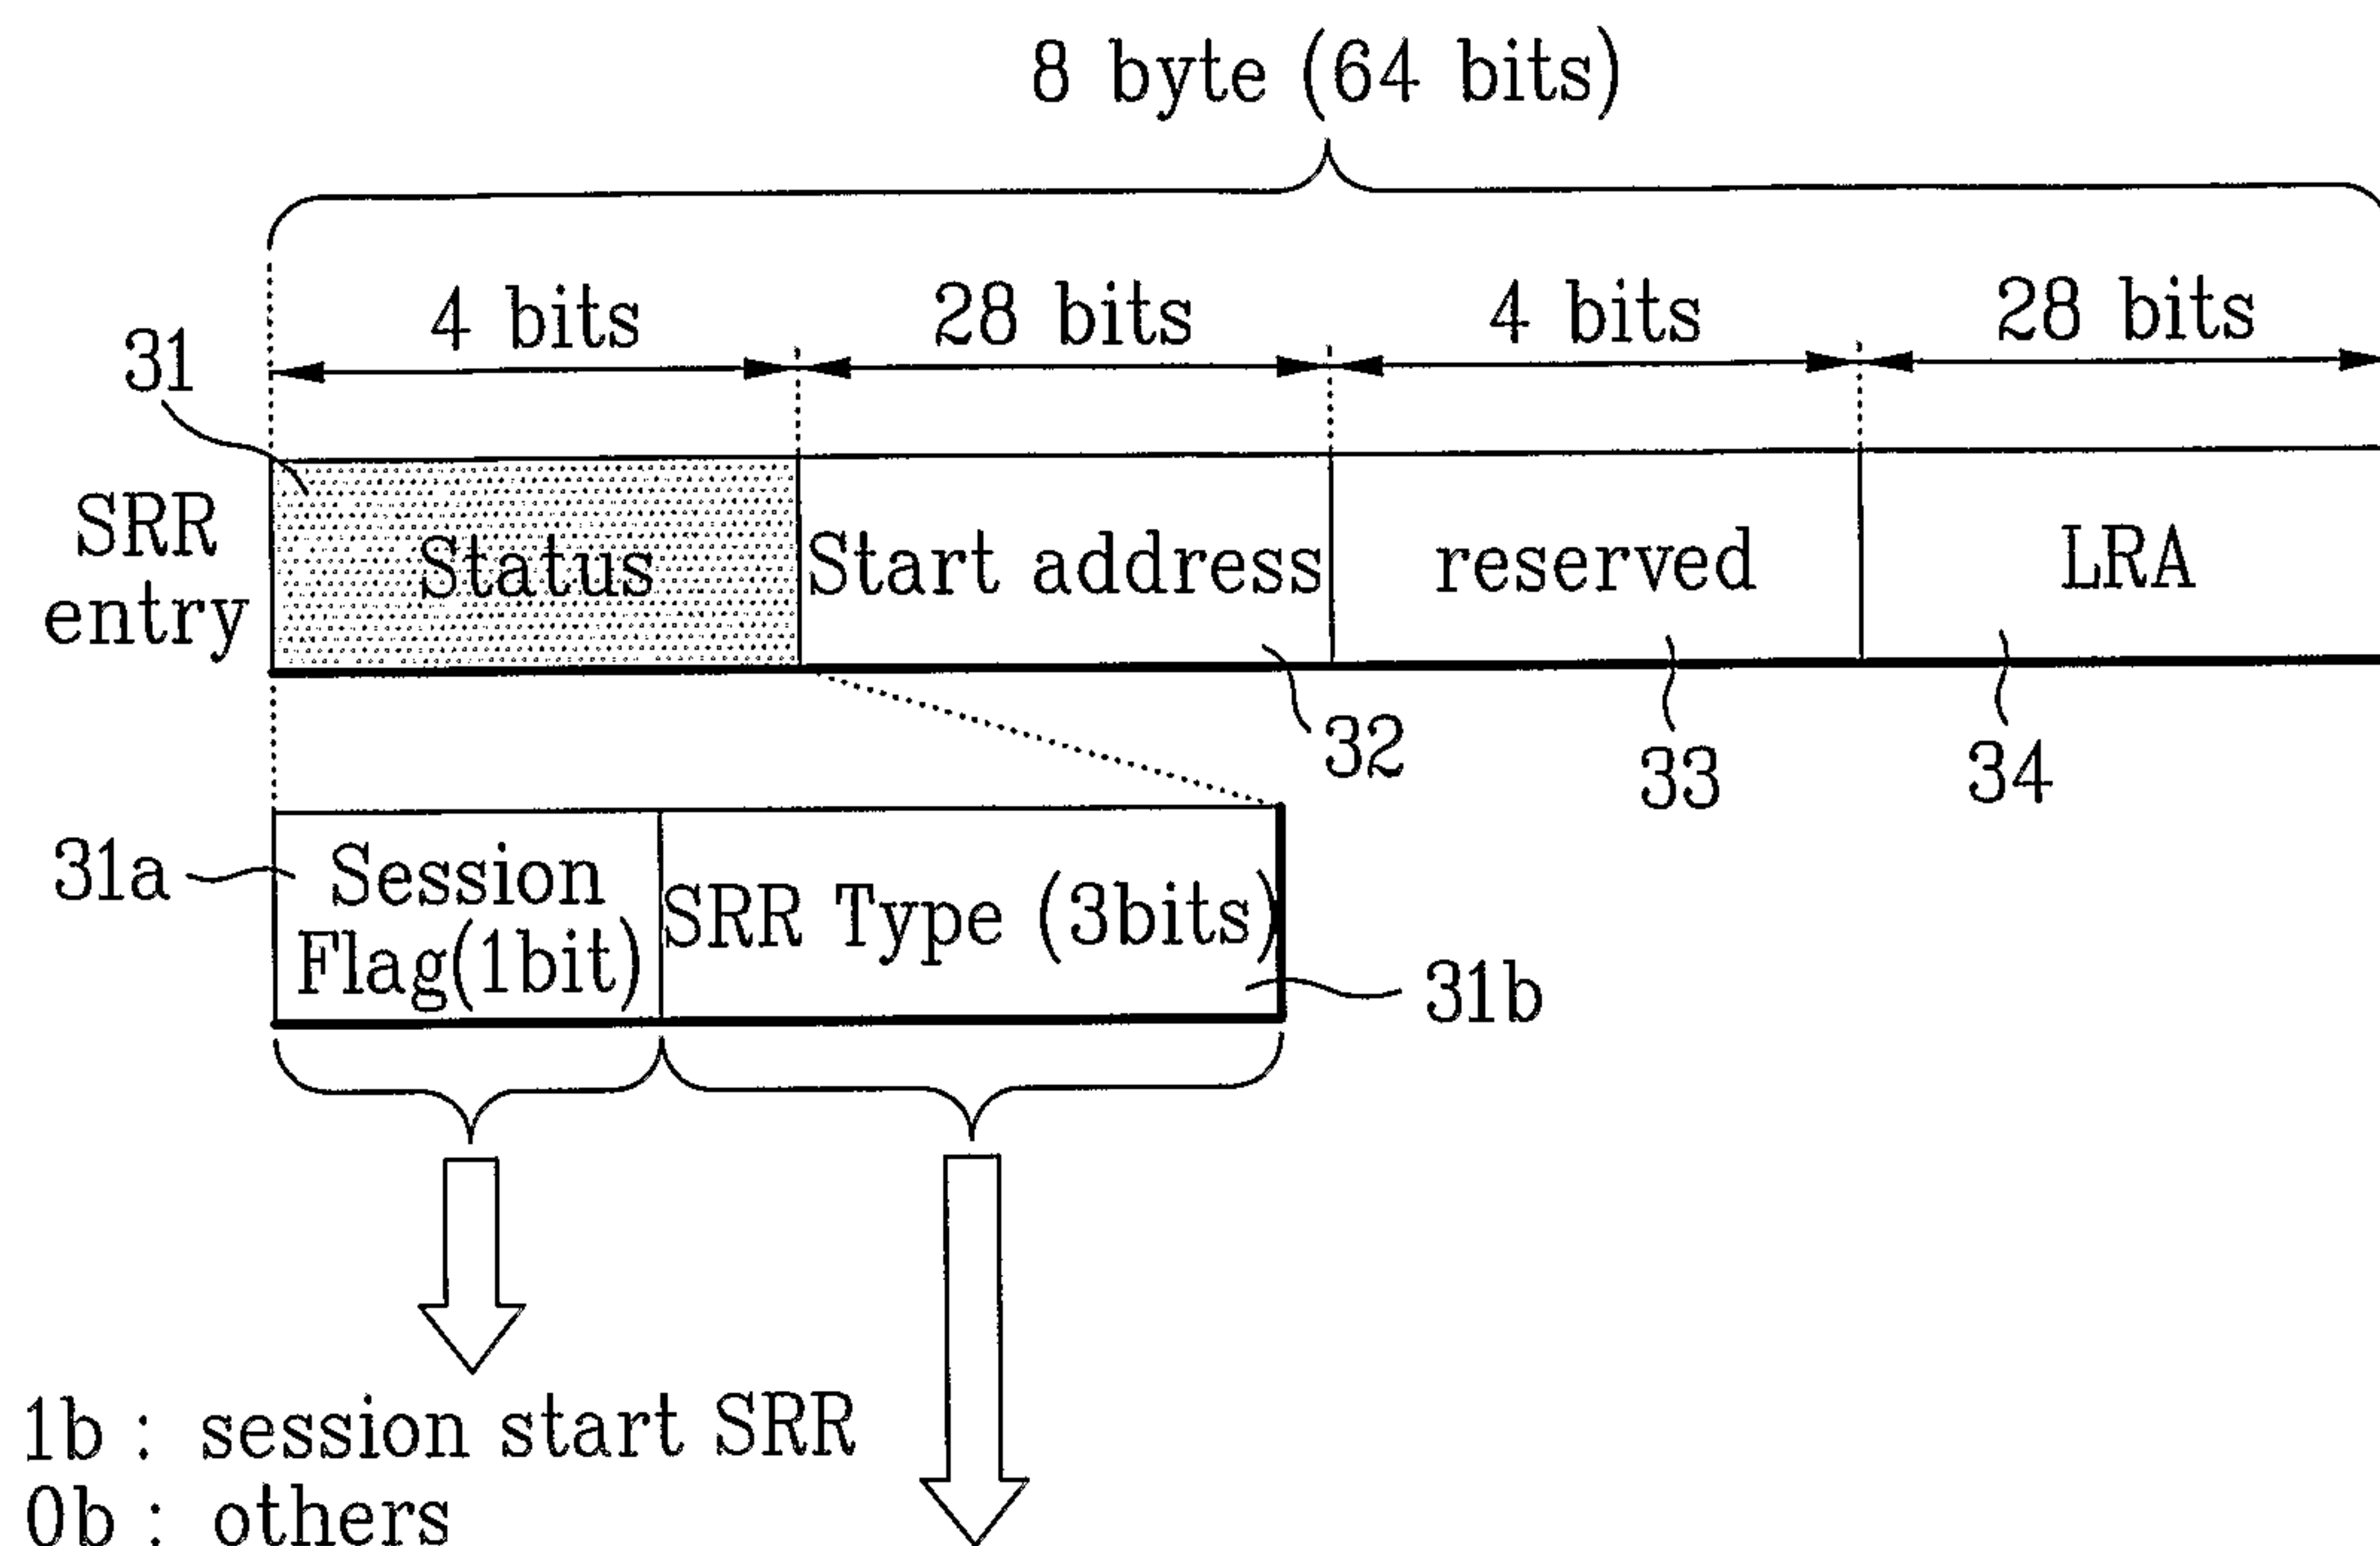 8 byte (64 bits)
4 bits
28 bits
4 bits
28 bits
31
SRR
entry
Status
Start address
reserved
LRA
32
33
34
31a
Session
Flag(1bit)
SRR Type (3bits)
31b
1b : session start SRR
0b : others